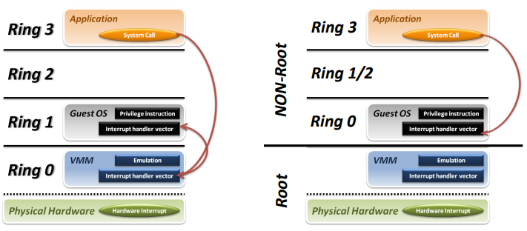 Ring 3
Application
System Call
Ring 2
Ring 1
Guest OS
Privilege instruction
Interrupt handler vector
Ring 0
VMM
Emulation
Interrupt handler vector
Physical Hardware
Hardware Interrupt
NON-Root
Ring 3
Application
System Call
Ring 1/2
Ring 0
Guest OS
Privilege instruction
Interrupt handler vector
Root
VMM
Emulation
Interrupt handler vector
Physical Hardware
Hardware Interrupt